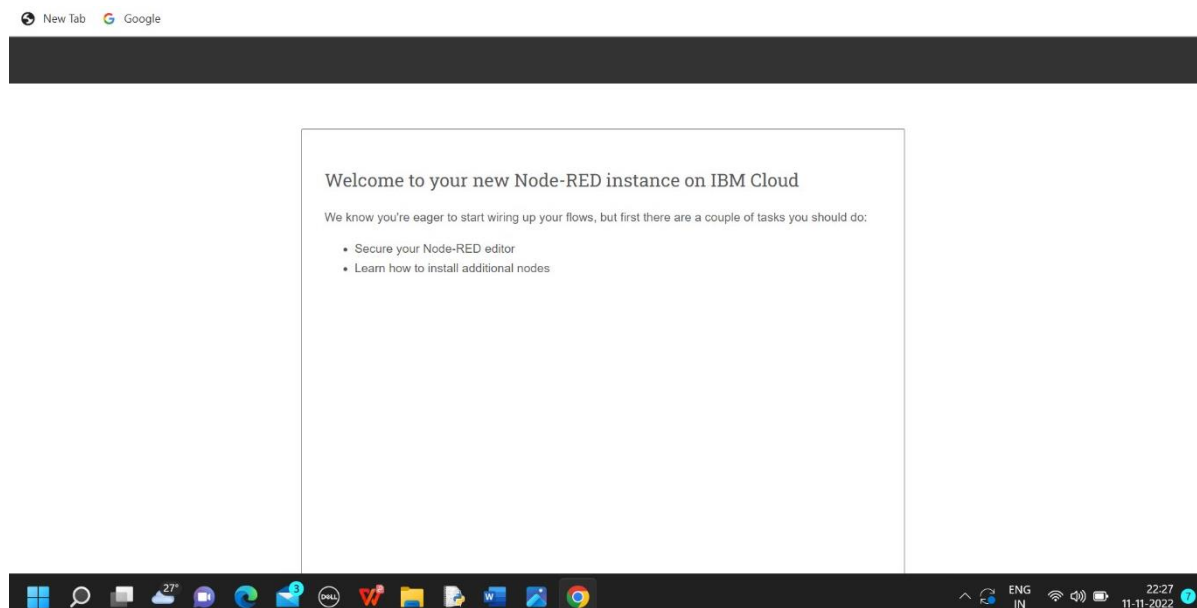 New Tab
Google
Welcome to your new Node-RED instance on IBM Cloud
We know you're eager to start wiring up your flows, but first there are a couple of tasks you should do:
Secure your Node-RED editor
Learn how to install additional nodes
27°
3
DELL
W
W
ENG
IN
22:27
11-11-2022
7